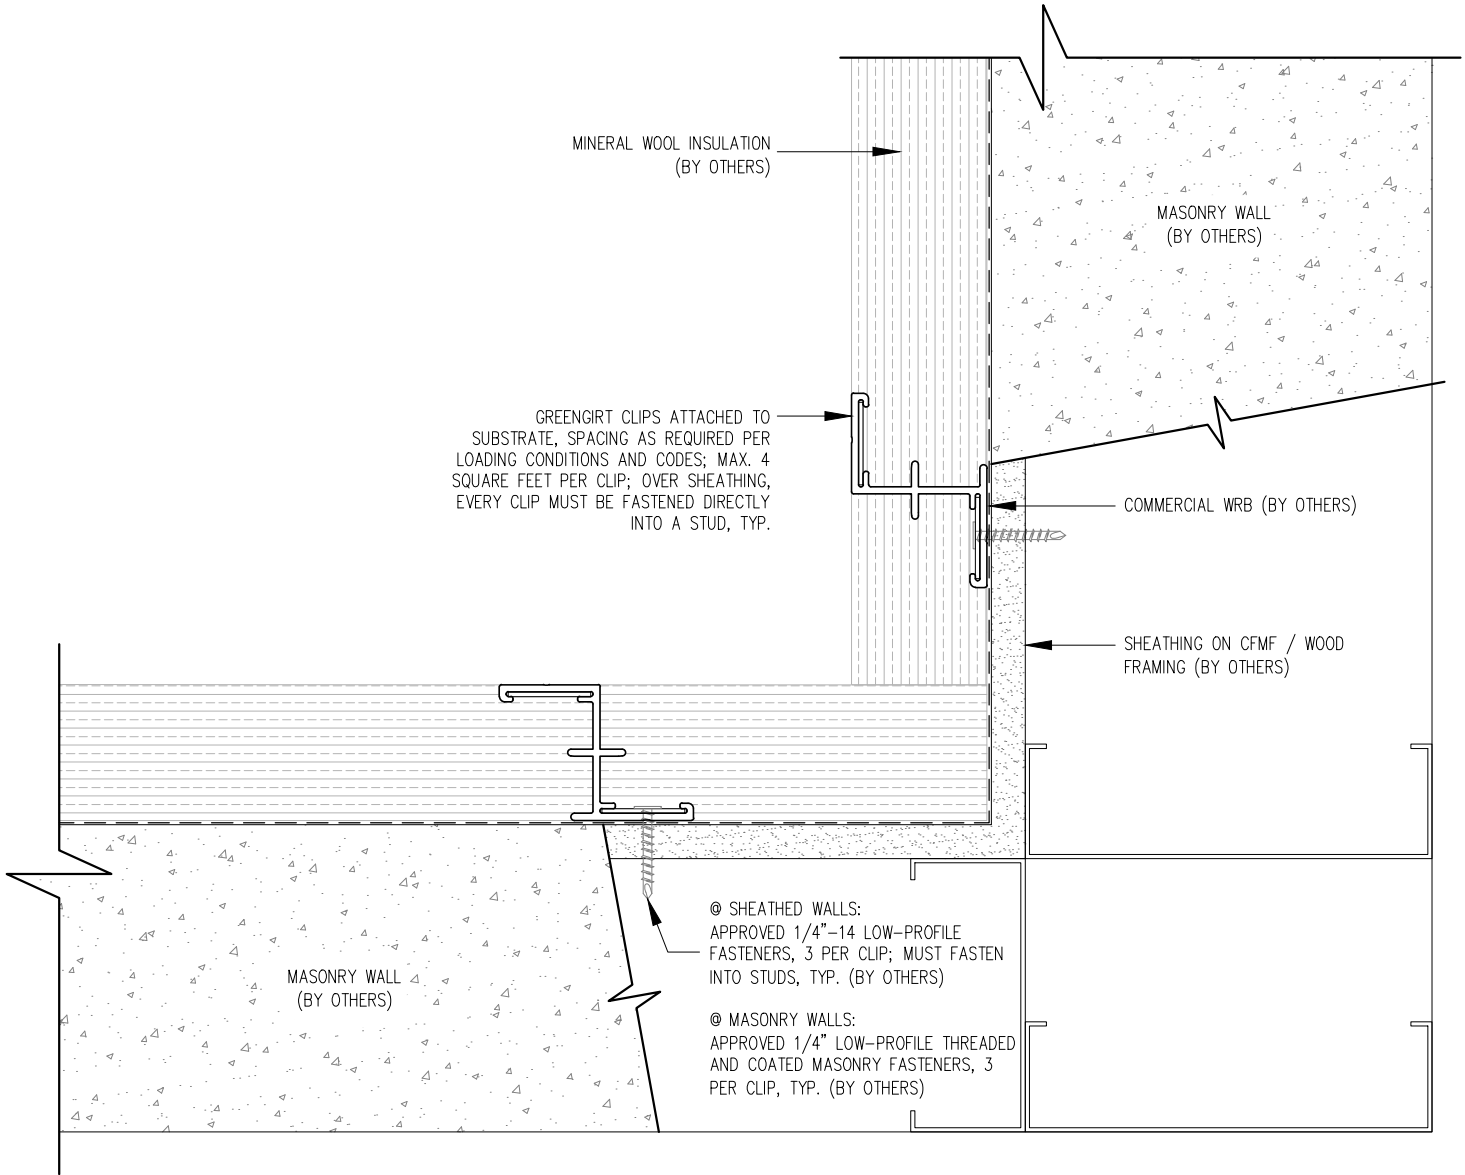 MINERAL WOOL INSULATION
(BY OTHERS)
MASONRY WALL
(BY OTHERS)
GREENGIRT CLIPS ATTACHED TO
SUBSTRATE, SPACING AS REQUIRED PER
LOADING CONDITIONS AND CODES; MAX. 4
SQUARE FEET PER CLIP; OVER SHEATHING,
EVERY CLIP MUST BE FASTENED DIRECTLY
INTO A STUD, TYP.
COMMERCIAL WRB (BY OTHERS)
SHEATHING ON CFMF / WOOD
FRAMING (BY OTHERS)
@ SHEATHED WALLS:
APPROVED 1/4"-14 LOW-PROFILE
FASTENERS, 3 PER CLIP; MUST FASTEN
INTO STUDS, TYP. (BY OTHERS)
@ MASONRY WALLS:
APPROVED 1/4" LOW-PROFILE THREADED
AND COATED MASONRY FASTENERS, 3
PER CLIP, TYP. (BY OTHERS)
MASONRY WALL
(BY OTHERS)